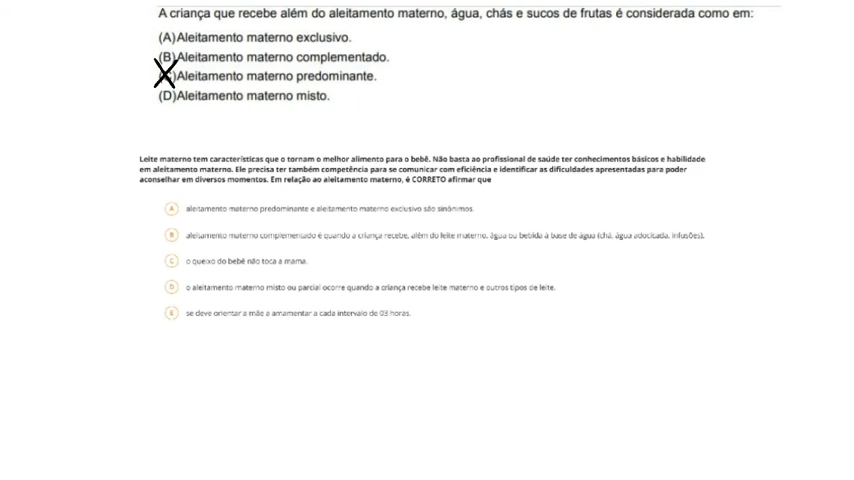 A criança que recebe além do aleitamento materno, água, chás e sucos de frutas é considerada como em:
(A)Aleitamento materno exclusivo.
(B)Aleitamento materno complementado.
(C)Aleitamento materno predominante.
(D)Aleitamento materno misto.
Leite materno tem características que o tornam o melhor alimento para o bebê. Não basta ao profissional de saúde ter conhecimentos básicos e habilidade
em aleitamento materno. Ele precisa ter também competência para se comunicar com eficiência e identificar as dificuldades apresentadas para poder
aconselhar em diversos momentos. Em relação ao aleitamento materno, é CORRETO afirmar que
A aleitamento materno predominante e aleitamento materno exclusivo são sinônimos.
B aleitamento materno complementado é quando a criança recebe, além do leite materno, água ou bebida à base de água (chá, água adocicada, infusões).
C o queixo do bebê não toca a mama.
D o aleitamento materno misto ou parcial ocorre quando a criança recebe leite materno e outros tipos de leite.
E se deve orientar a mãe a amamentar a cada intervalo de 03 horas.